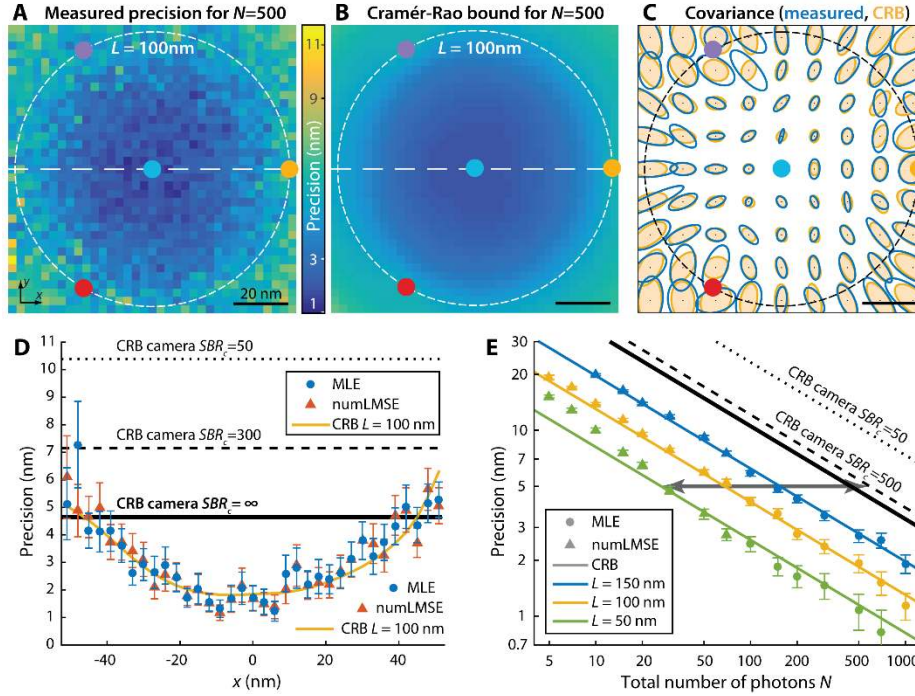 A Measured precision for N=500
L = 100nm
y
x
20 nm
11
9
3
1
Precision (nm)
B Cramér-Rao bound for N=500
L = 100nm
C Covariance (measured, CRB)
D
11
10
9
8
7
6
5
4
3
2
1
0
Precision (nm)
CRB camera SBRc=50
MLE
numLMSE
CRB L = 100 nm
CRB camera SBRc=300
CRB camera SBRc=∞
MLE
numLMSE
CRB L = 100 nm
-40
-20
0
20
40
x (nm)
E
30
20
10
5
3
2
1
0.7
Precision (nm)
CRB camera SBRc=50
CRB camera SBRc=500
MLE
numLMSE
CRB
L = 150 nm
L = 100 nm
L = 50 nm
5
10
20
50
100
200
500
1000
Total number of photons N